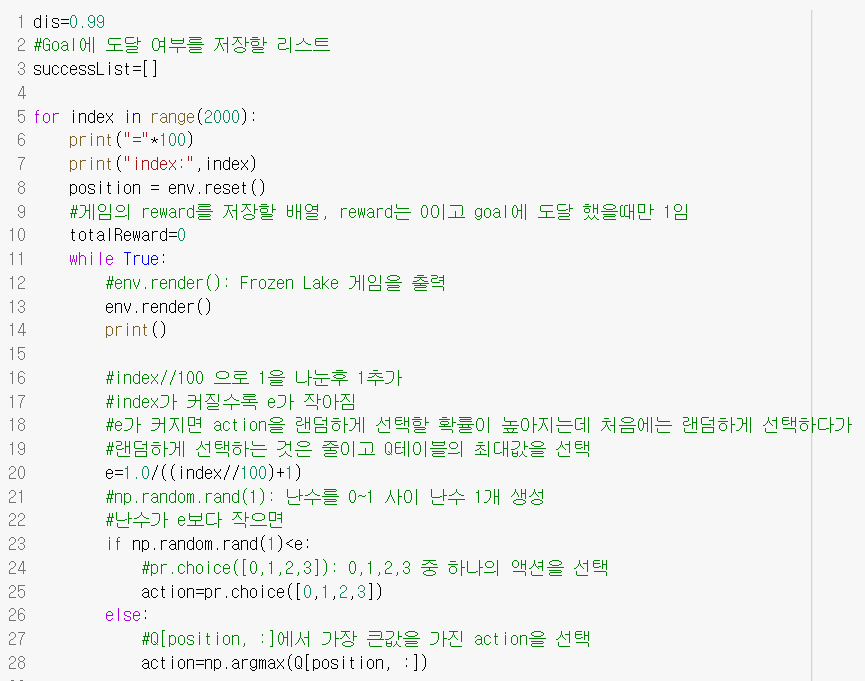 1 dis=0.99
2 #Goal에 도달 여부를 저장할 리스트
3 successList=[]
4
5 for index in range(2000):
6     print("="*100)
7     print("index:",index)
8     position = env.reset()
9     #게임의 reward를 저장할 배열, reward는 0이고 goal에 도달 했을때만 1임
10     totalReward=0
11     while True:
12         #env.render(): Frozen Lake 게임을 출력
13         env.render()
14         print()
15
16         #index//100 으로 1을 나눈후 1추가
17         #index가 커질수록 e가 작아짐
18         #e가 커지면 action을 랜덤하게 선택할 확률이 높아지는데 처음에는 랜덤하게 선택하다가
19         #랜덤하게 선택하는 것은 줄이고 Q테이블의 최대값을 선택
20         e=1.0/((index//100)+1)
21         #np.random.rand(1): 난수를 0~1 사이 난수 1개 생성
22         #난수가 e보다 작으면
23         if np.random.rand(1)<e:
24             #pr.choice([0,1,2,3]): 0,1,2,3 중 하나의 액션을 선택
25             action=pr.choice([0,1,2,3])
26         else:
27             #Q[position, :]에서 가장 큰값을 가진 action을 선택
28             action=np.argmax(Q[position, :])